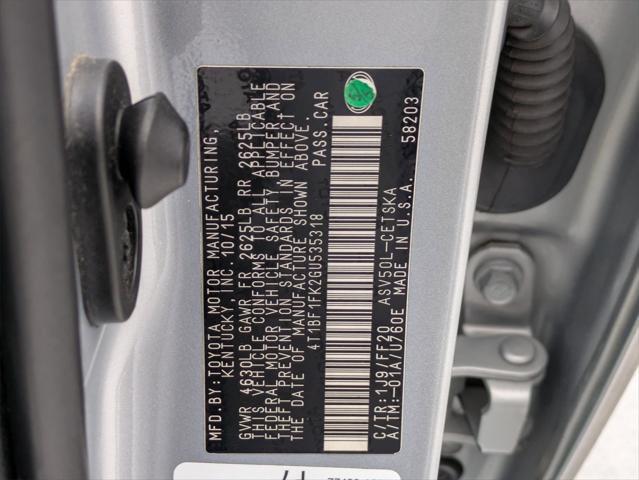 MFD. BY: TOYOTA MOTOR MANUFACTURING,
KENTUCKY, INC. 10/15
GVWR 4630LB GAWR FR 2625LB RR 2625LB
THIS VEHICLE CONFORMS TO ALL APPLICABLE
FEDERAL MOTOR VEHICLE SAFETY, BUMPER AND
THEFT PREVENTION STANDARDS IN EFFECT ON
THE DATE OF MANUFACTURE SHOWN ABOVE.
4T1BF1FK2GU535318 PASS.CAR
C/TR:1J9/FF20 ASV50L-CETSKA
A/TM:-01A/U760E MADE IN U.S.A. 58203